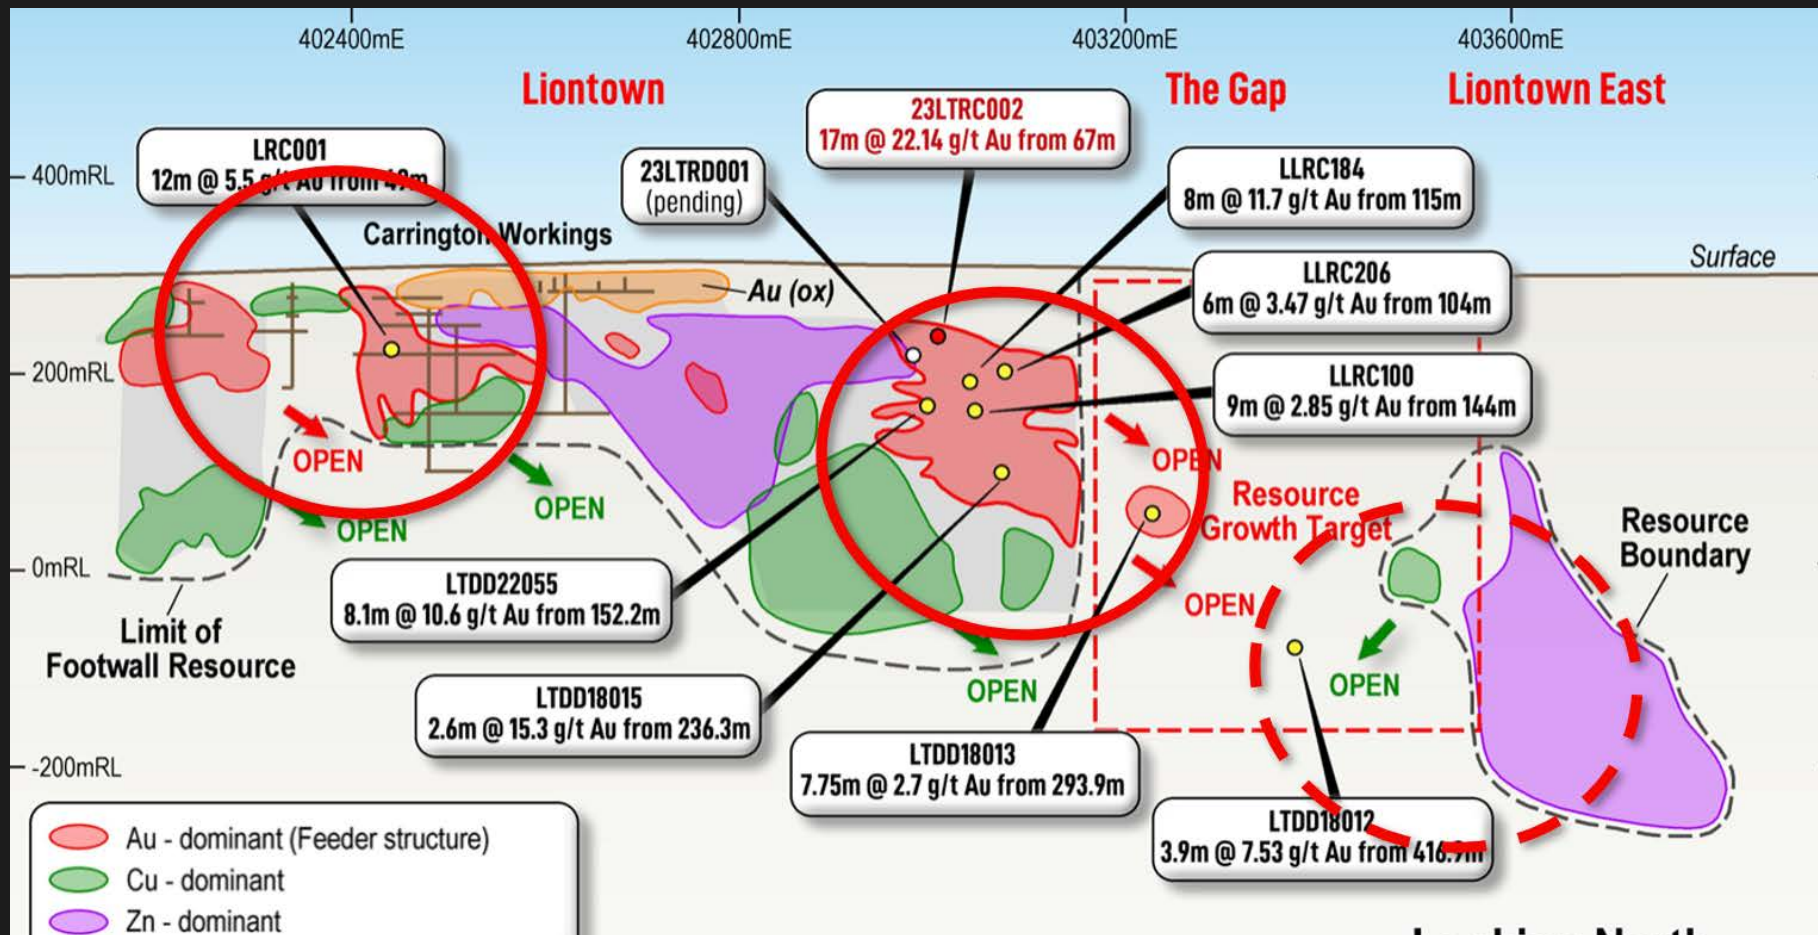 402400mE
402800mE
403200mE
403600mE
Liontown
The Gap
Liontown East
23LTRC002
17m @ 22.14 g/t Au from 67m
LRC001
12m @ 5.5 g/t Au from 49m
23LTRD001
(pending)
LLRC184
8m @ 11.7 g/t Au from 115m
400mRL
Carrington Workings
Surface
LLRC206
6m @ 3.47 g/t Au from 104m
Au (ox)
200mRL
LLRC100
9m @ 2.85 g/t Au from 144m
OPEN
OPEN
OPEN
OPEN
Resource
Growth Target
Resource
Boundary
0mRL
LTDD22055
8.1m @ 10.6 g/t Au from 152.2m
OPEN
Limit of
Footwall Resource
OPEN
OPEN
LTDD18015
2.6m @ 15.3 g/t Au from 236.3m
LTDD18013
7.75m @ 2.7 g/t Au from 293.9m
-200mRL
LTDD18012
3.9m @ 7.53 g/t Au from 416.9m
Au - dominant (Feeder structure)
Cu - dominant
Zn - dominant